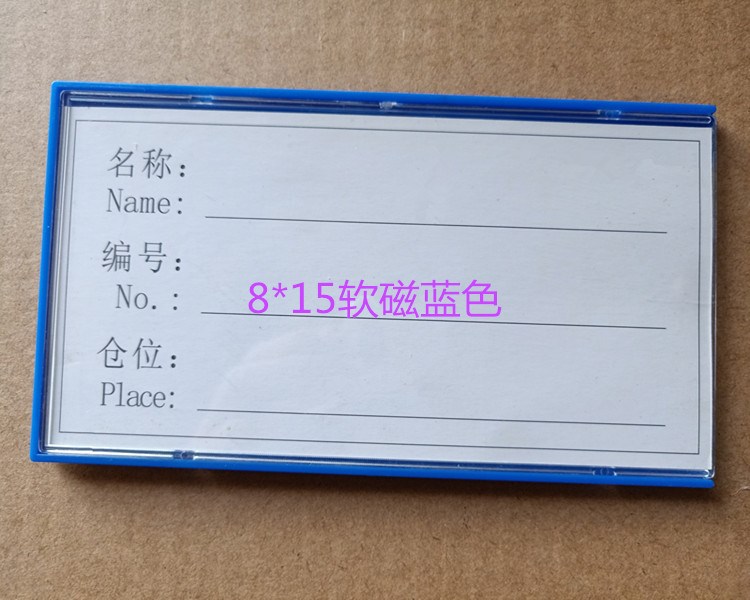 名称：
Name:
编号：
No.:
8*15软磁蓝色
仓位：
Place: